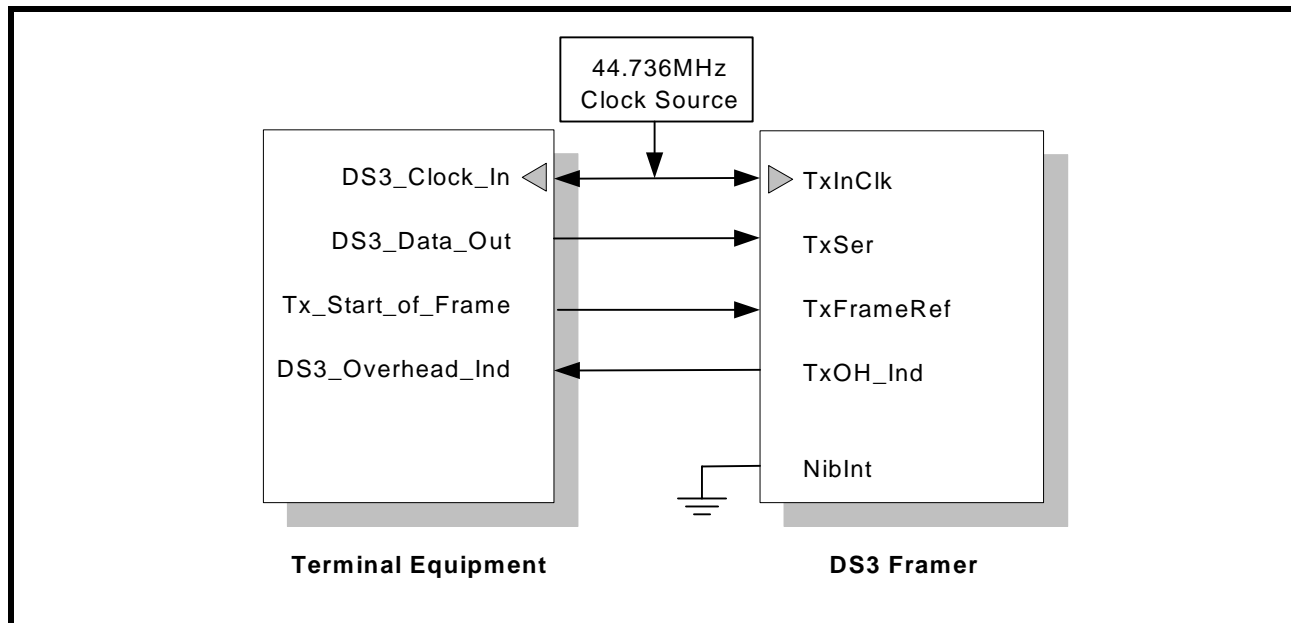 44.736MHz
Clock Source
DS3_Clock_In
TxInClk
DS3_Data_Out
TxSer
Tx_Start_of_Frame
TxFrameRef
DS3_Overhead_Ind
TxOH_Ind
NibInt
Terminal Equipment
DS3 Framer